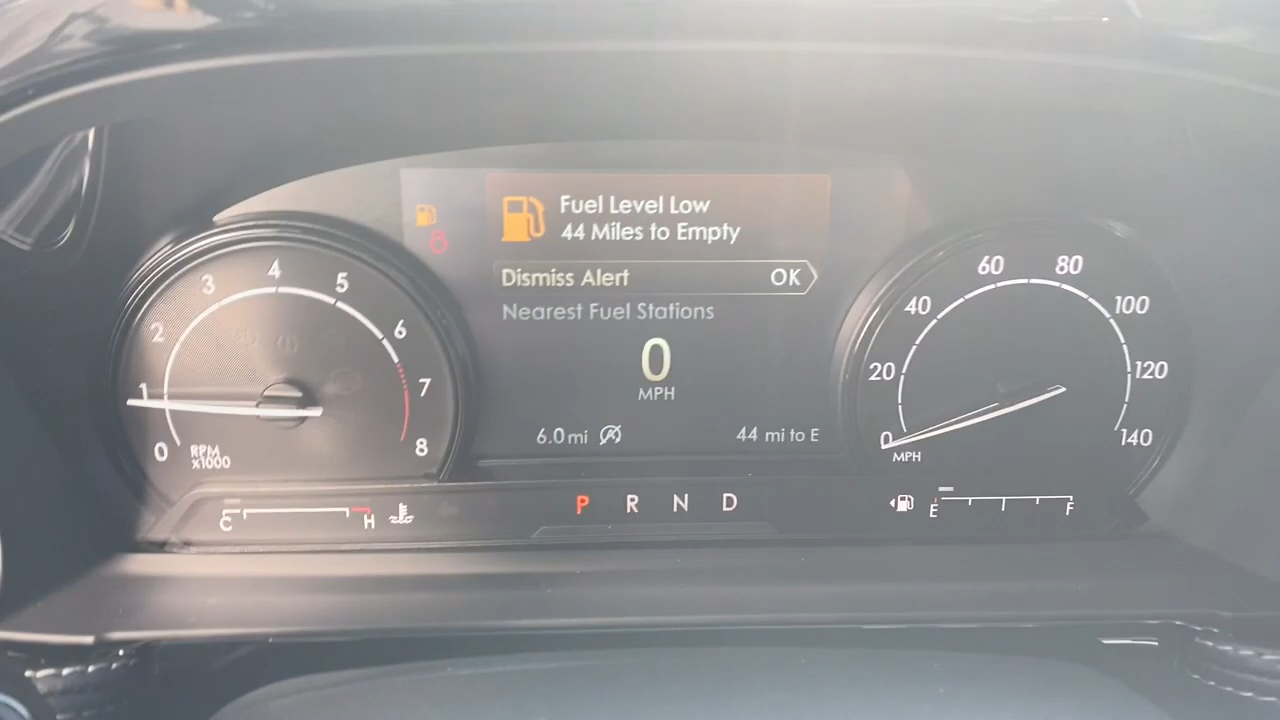 Fuel Level Low
44 Miles to Empty
Dismiss Alert OK
Nearest Fuel Stations
0
MPH
6.0 mi
44 mi to E
0 1 2 3 4 5 6 7 8
RPM
x1000
0 20 40 60 80 100 120 140
MPH
C H
P R N D
E F